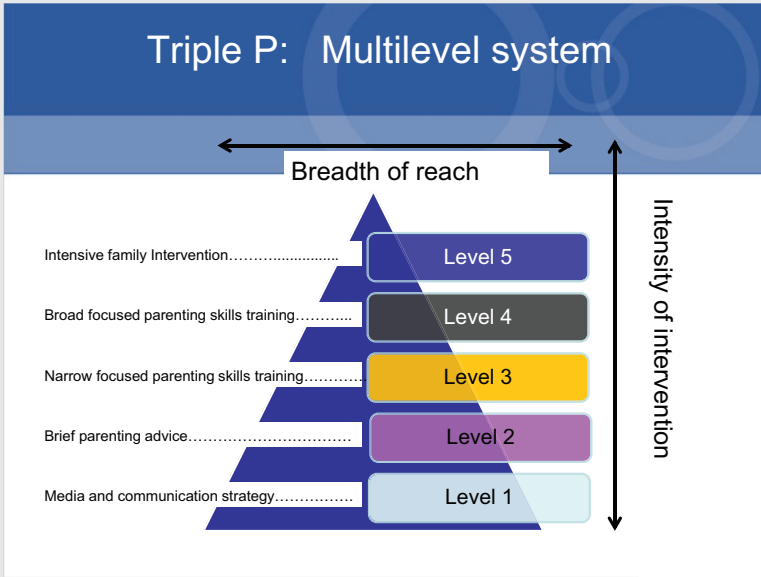 Triple P:   Multilevel system
Breadth of reach
Intensity of intervention
Intensive family Intervention………...............
Level 5
Broad focused parenting skills training………...
Level 4
Narrow focused parenting skills training………….
Level 3
Brief parenting advice……………………………
Level 2
Media and communication strategy…………….
Level 1